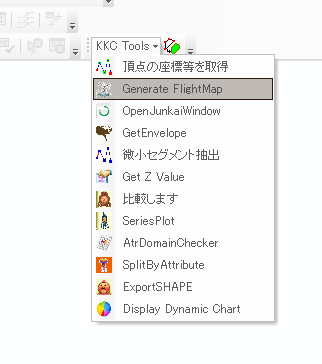 KKC Tools
頂点の座標等を取得
Generate FlightMap
OpenJunkaiWindow
GetEnvelope
微小セグメント抽出
Get Z Value
比較します
SeriesPlot
AtrDomainChecker
SplitByAttribute
ExportSHAPE
Display Dynamic Chart